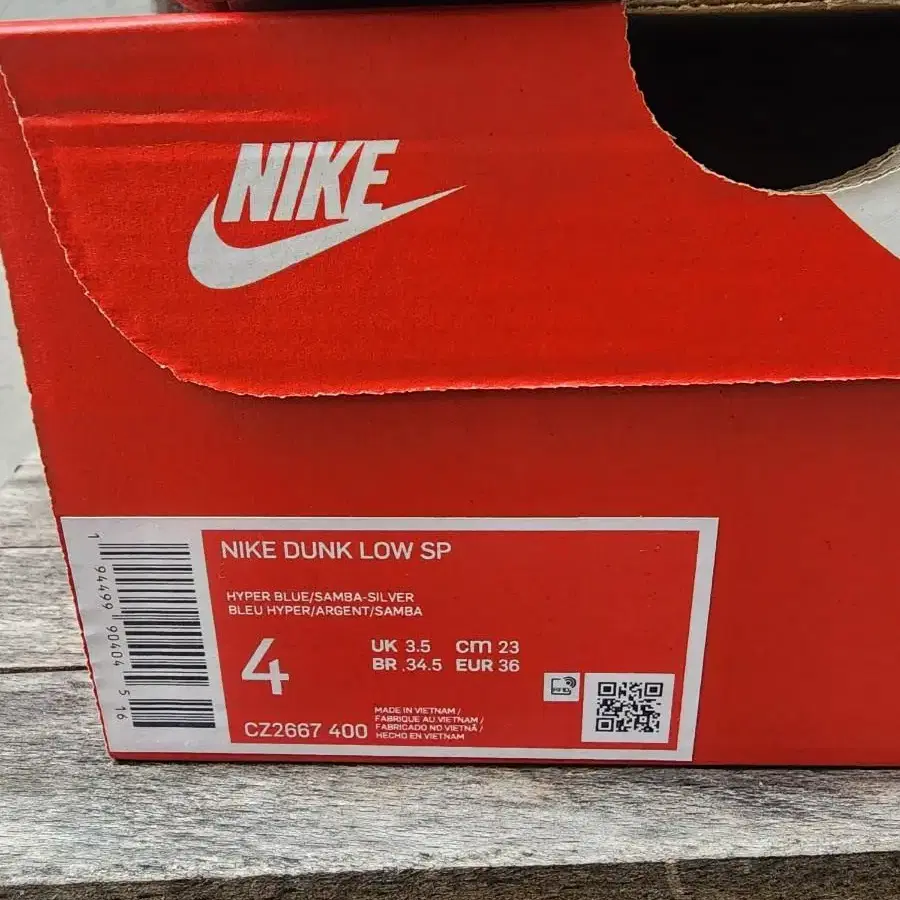 NIKE
NIKE DUNK LOW SP
HYPER BLUE/SAMBA-SILVER
BLEU HYPER/ARGENT/SAMBA
4
UK 3.5 cm 23
BR .34.5 EUR 36
CZ2667 400
MADE IN VIETNAM /
FABRIQUE AU VIETNAM /
FABRICADO NO VIETNÃ /
HECHO EN VIETNAM
1 94499 90404 5 16